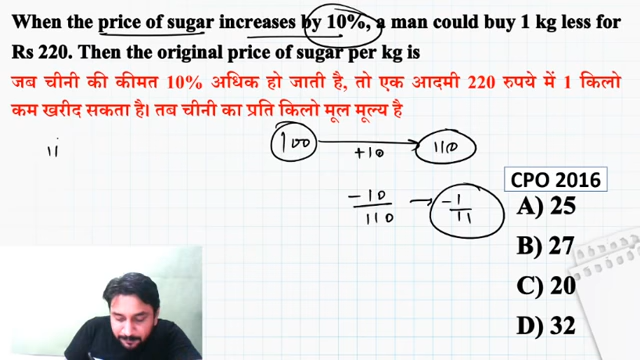 When the price of sugar increases by 10%, a man could buy 1 kg less for
Rs 220. Then the original price of sugar per kg is
जब चीनी की कीमत 10% अधिक हो जाती है, तो एक आदमी 220 रुपये में 1 किलो
कम खरीद सकता है। तब चीनी का प्रति किलो मूल मूल्य है
100 +10 110
11
-10/110 → -1/11
CPO 2016
A) 25
B) 27
C) 20
D) 32